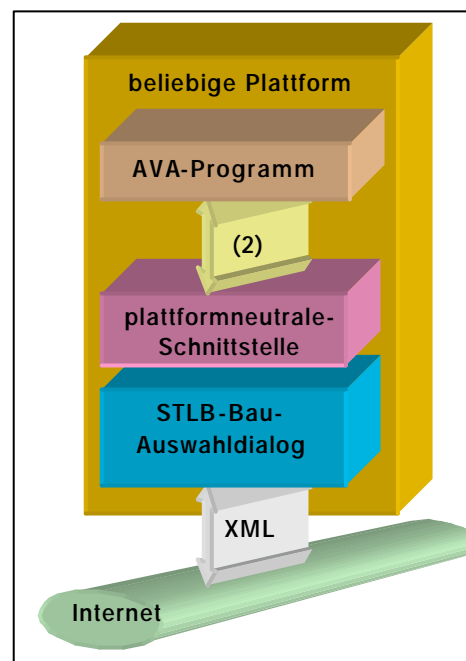 beliebige Plattform
AVA-Programm
(2)
plattformneutrale-
Schnittstelle
STLB-Bau-
Auswahldialog
XML
Internet